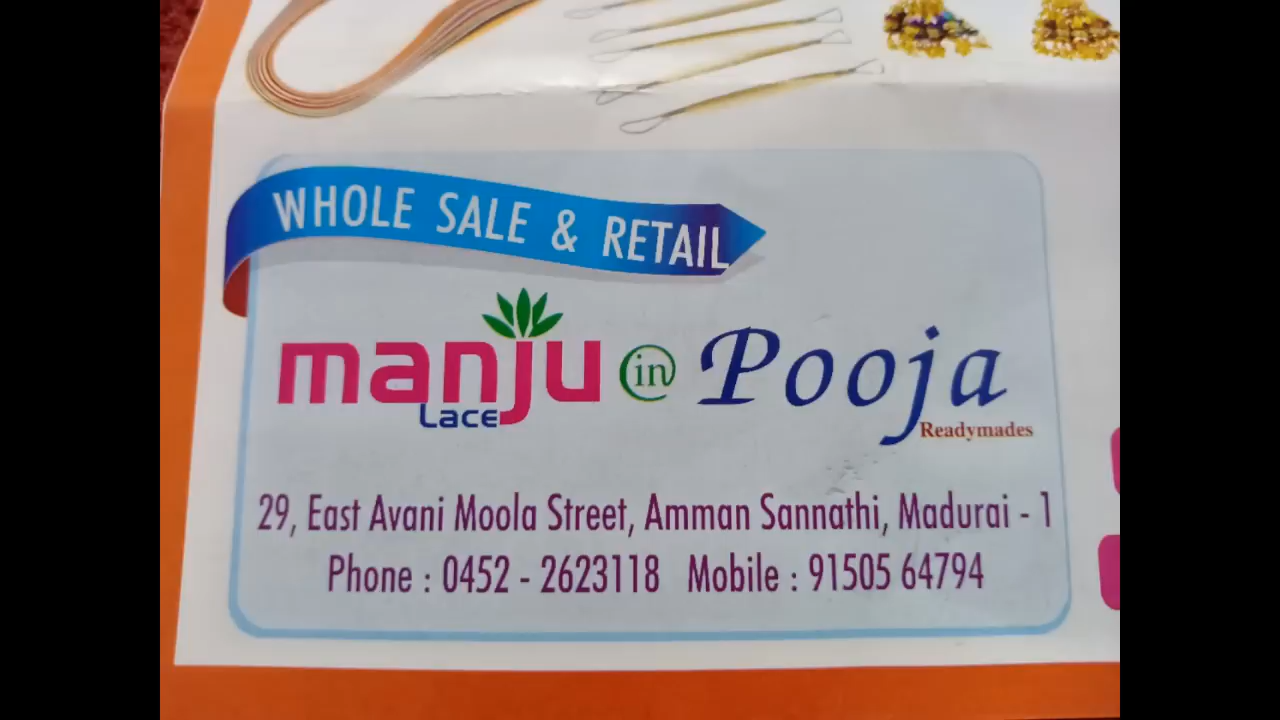 WHOLE SALE & RETAIL
manju in Pooja
Lace
Readymades
29, East Avani Moola Street, Amman Sannathi, Madurai - 1
Phone : 0452 - 2623118 Mobile : 91505 64794